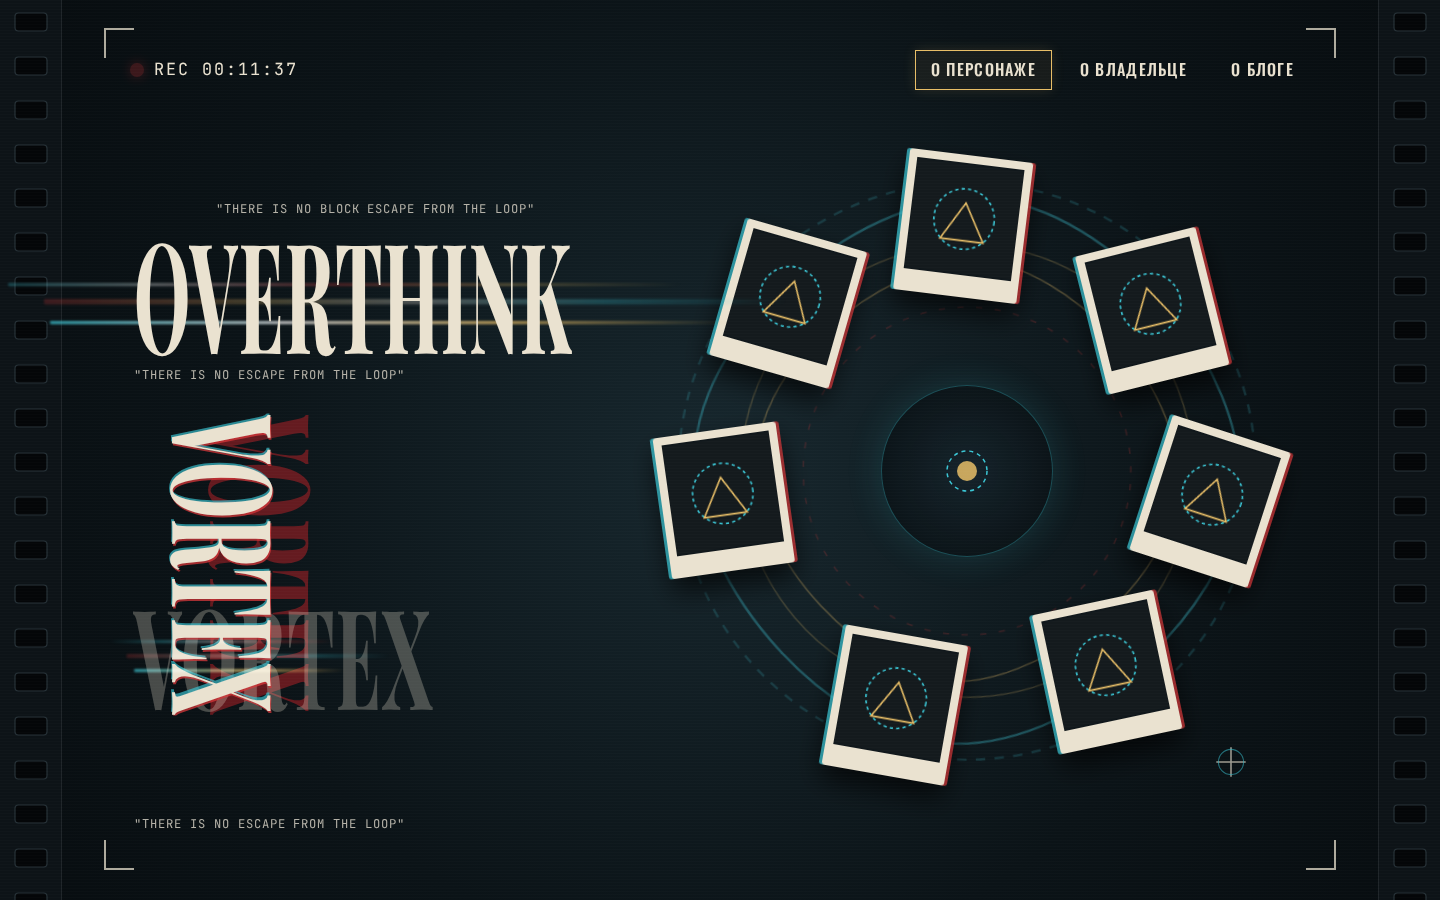 REC 00:11:37
О ПЕРСОНАЖЕ
О ВЛАДЕЛЬЦЕ
О БЛОГЕ
"THERE IS NO BLOCK ESCAPE FROM THE LOOP"
OVERTHINK
"THERE IS NO ESCAPE FROM THE LOOP"
VORTEX
VORTEX
VORTEX
"THERE IS NO ESCAPE FROM THE LOOP"